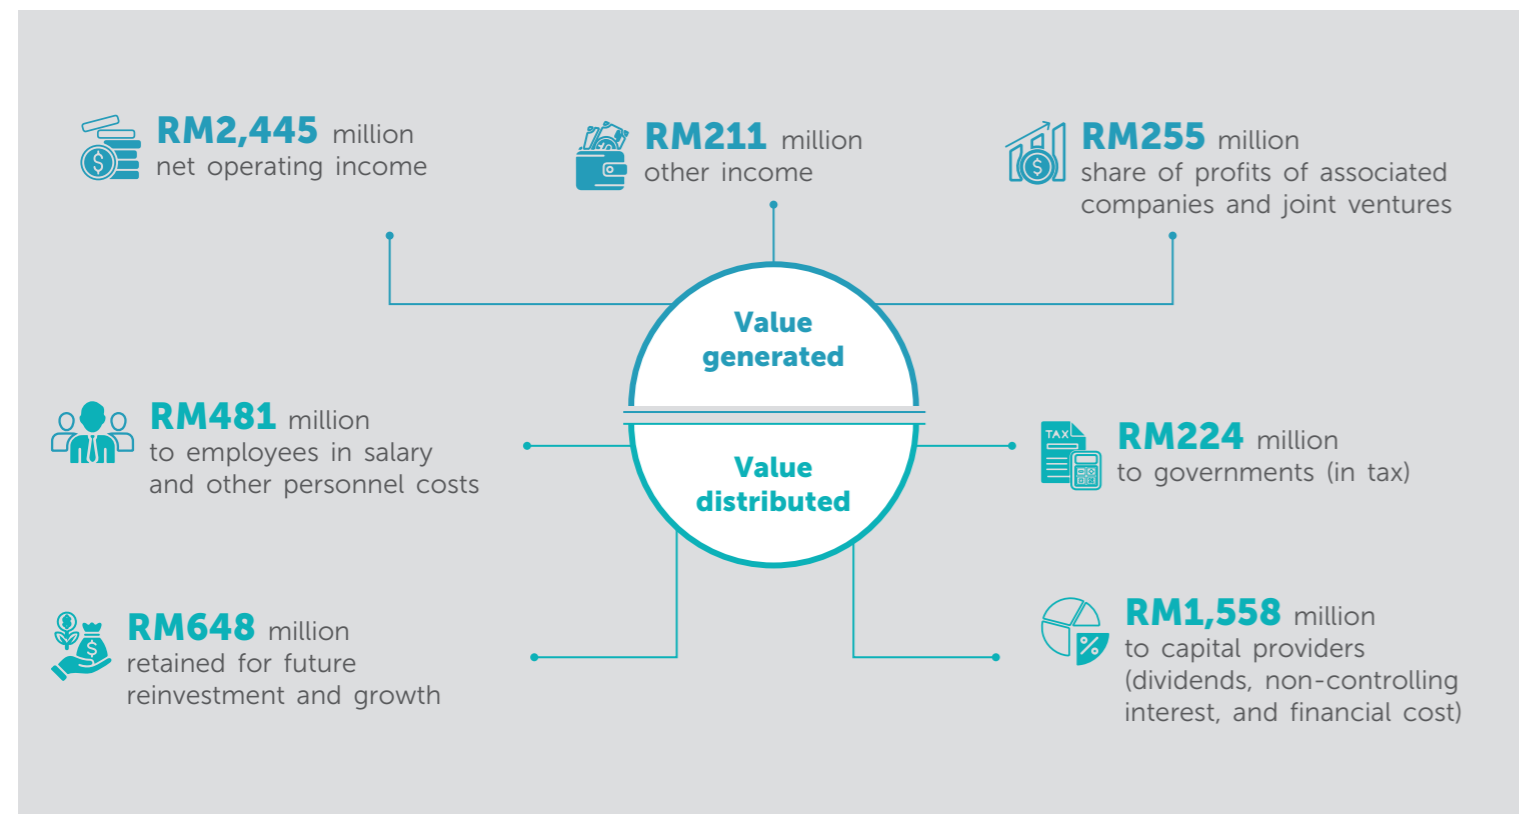 RM2,445 million
net operating income
RM211 million
other income
RM255 million
share of profits of associated
companies and joint ventures
Value
generated
RM481 million
to employees in salary
and other personnel costs
TAX
RM224 million
to governments (in tax)
Value
distributed
RM648 million
retained for future
reinvestment and growth
RM1,558 million
to capital providers
(dividends, non-controlling
interest, and financial cost)